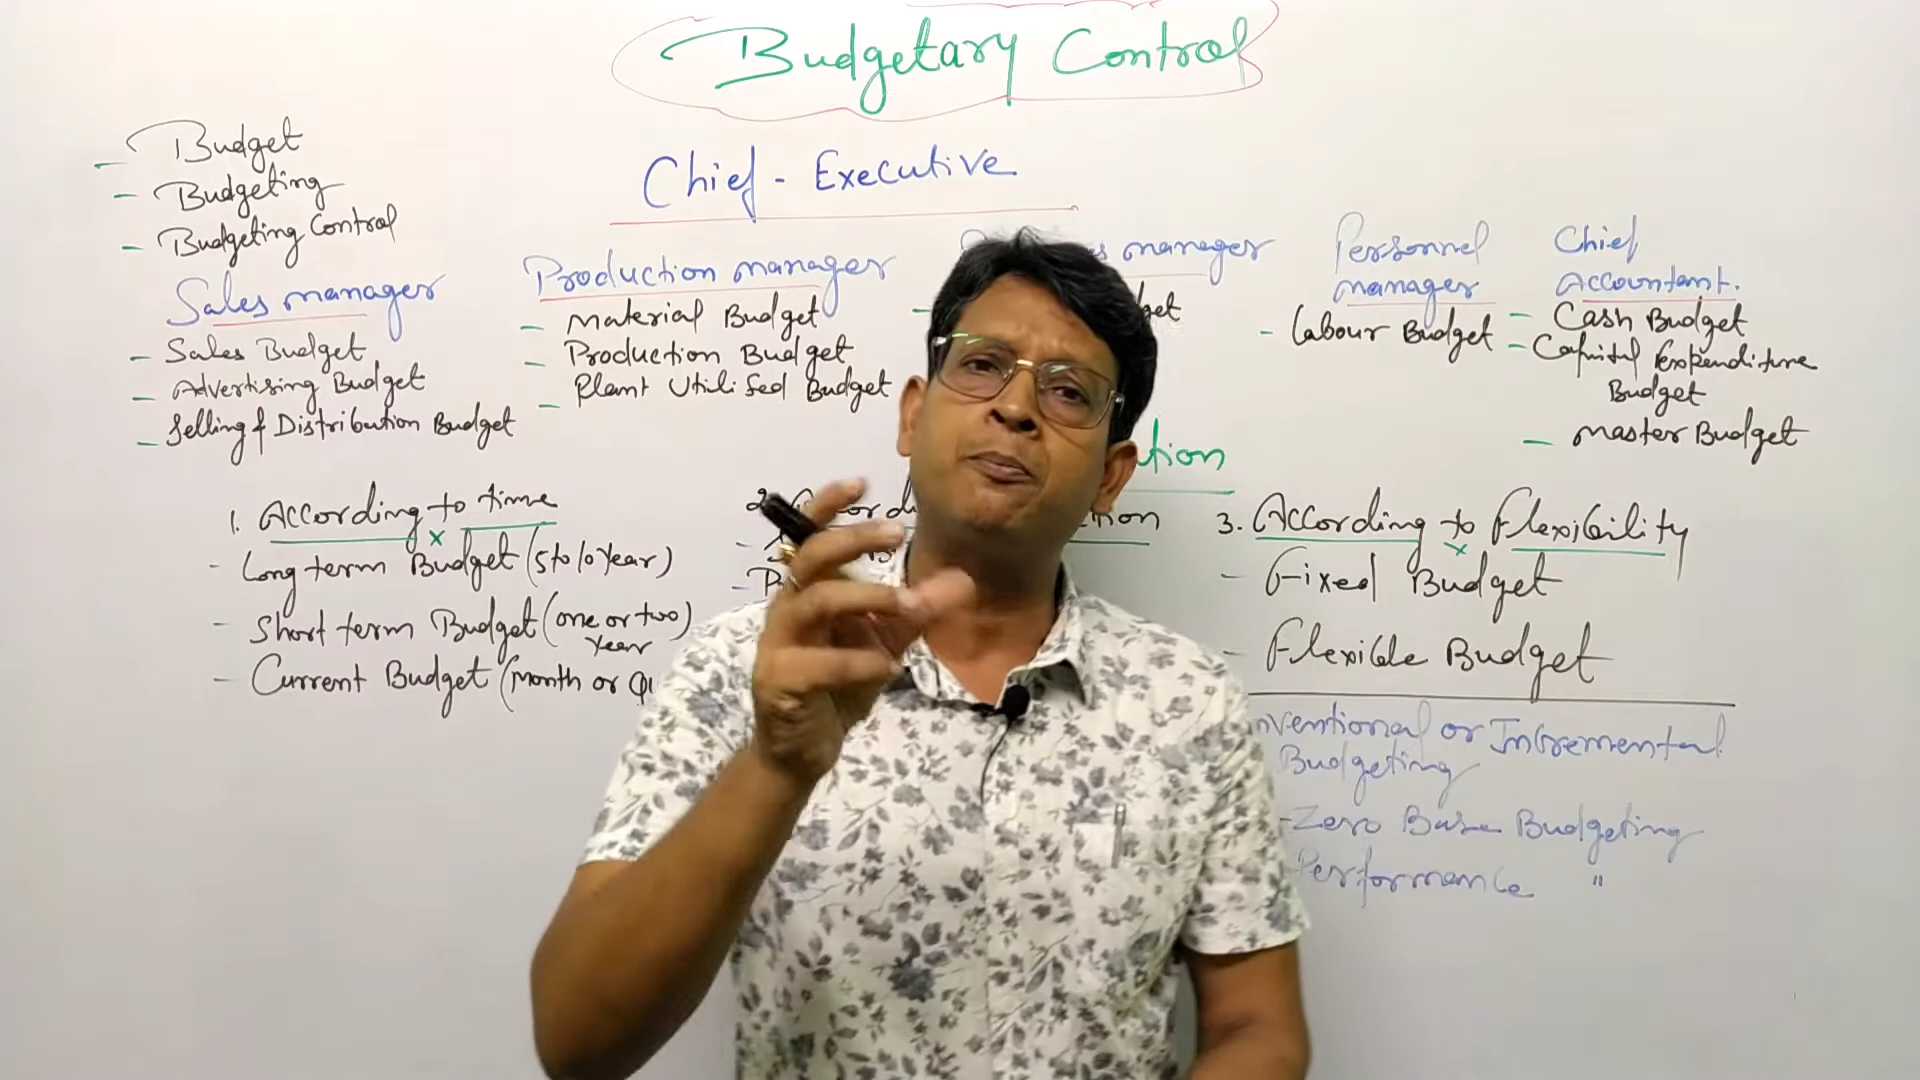 Budgetary Control
- Budget
- Budgeting
- Budgeting Control
Chief - Executive
Sales manager
- Sales Budget
- Advertising Budget
- Selling & Distribution Budget
Production manager
- Material Budget
- Production Budget
- Plant Utilised Budget
manager
Personnel
manager
- Labour Budget
Chief
Accountant.
- Cash Budget
- Capital Expenditure
Budget
- Master Budget
1. According to time
- Long term Budget (5 to 10 Year)
- Short term Budget (one or two)
Year
- Current Budget (Month or
2.
3. According to Flexibility
- Fixed Budget
- Flexible Budget
or Incremental
Budgeting
- Zero Base Budgeting
Performance "